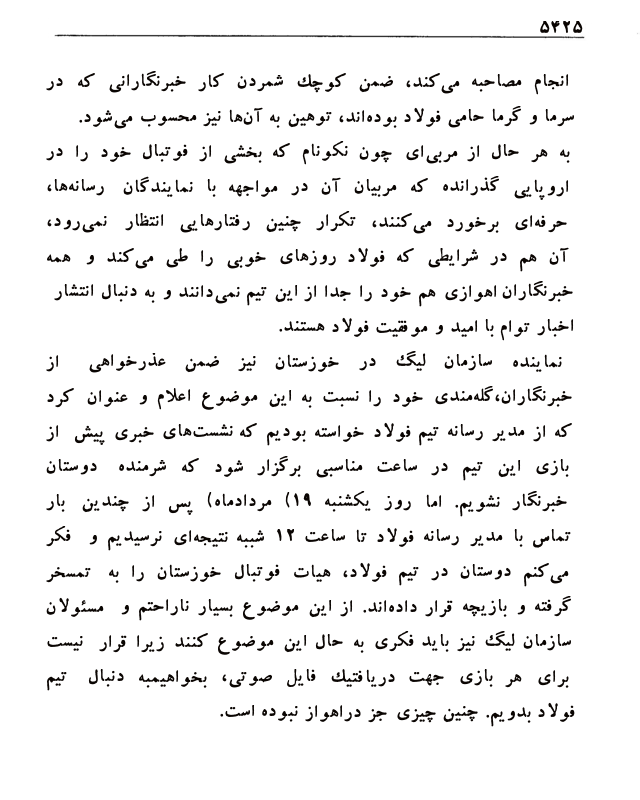 ۵۴۲۵
انجام مصاحبه می‌کند، ضمن کوچك شمردن کار خبرنگارانی که در
سرما و گرما حامی فولاد بوده‌اند، توهین به آن‌ها نیز محسوب می‌شود.
به هر حال از مربی‌ای چون نکونام که بخشی از فوتبال خود را در
اروپایی گذرانده که مربیان آن در مواجهه با نمایندگان رسانه‌ها،
حرفه‌ای برخورد می‌کنند، تکرار چنین رفتارهایی انتظار نمی‌رود،
آن هم در شرایطی که فولاد روزهای خوبی را طی می‌کند و همه
خبرنگاران اهوازی هم خود را جدا از این تیم نمی‌دانند و به دنبال انتشار
اخبار توام با امید و موفقیت فولاد هستند.
نماینده سازمان لیگ در خوزستان نیز ضمن عذرخواهی از
خبرنگاران،گله‌مندی خود را نسبت به این موضوع اعلام و عنوان کرد
که از مدیر رسانه تیم فولاد خواسته بودیم که نشست‌های خبری پیش از
بازی این تیم در ساعت مناسبی برگزار شود که شرمنده دوستان
خبرنگار نشویم. اما روز یکشنبه ۱۹) مردادماه) پس از چندین بار
تماس با مدیر رسانه فولاد تا ساعت ۱۲ شببه نتیجه‌ای نرسیدیم و فکر
می‌کنم دوستان در تیم فولاد، هیات فوتبال خوزستان را به تمسخر
گرفته و بازیچه قرار داده‌اند. از این موضوع بسیار ناراحتم و مسئولان
سازمان لیگ نیز باید فکری به حال این موضوع کنند زیرا قرار نیست
برای هر بازی جهت دریافتیك فایل صوتی، بخواهیمبه دنبال تیم
فولاد بدویم. چنین چیزی جز دراهواز نبوده است.